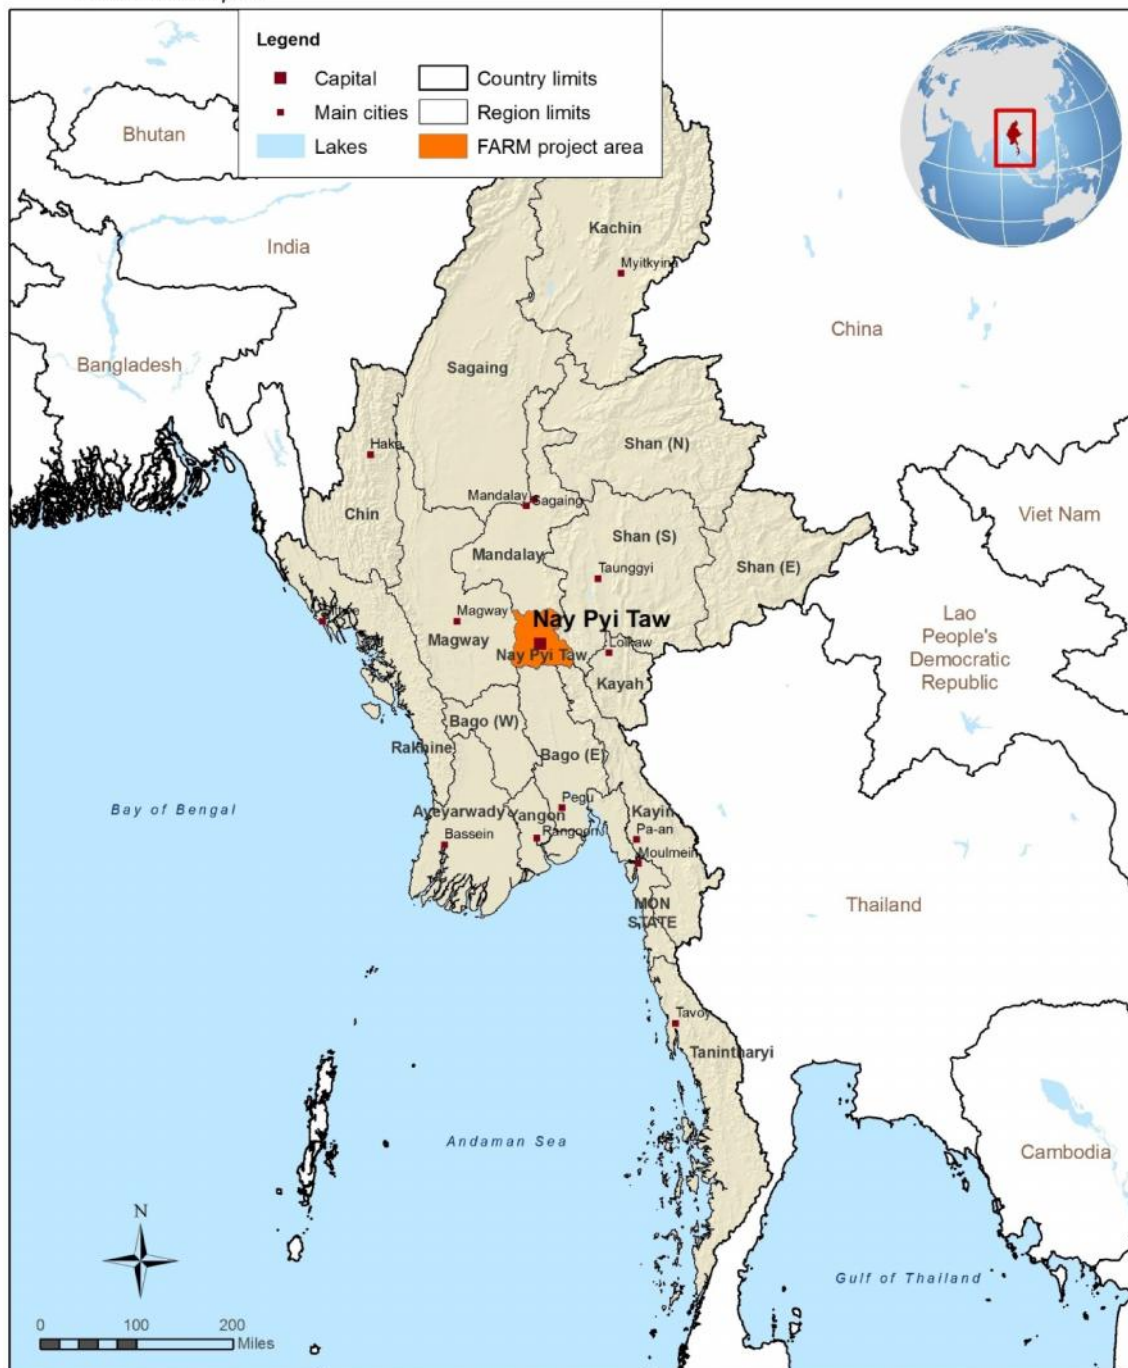 Legend
Capital
Country limits
Main cities
Region limits
Lakes
FARM project area
Bhutan
India
Kachin
Myitkyina
China
Bangladesh
Sagaing
Haka
Shan (N)
Mandalay
Sagaing
Chin
Viet Nam
Shan (S)
Mandalay
Shan (E)
Taunggyi
Magway
Nay Pyi Taw
Lao
People's
Democratic
Republic
Magway
Loikaw
Nay Pyi Taw
Kayah
Bago (W)
Rakhine
Bago (E)
Bay of Bengal
Pegu
Ayeyarwady
Yangon
Kayin
Bassein
Rangoon
Pa-an
Moulmein
MON
STATE
Thailand
Tavoy
Tanintharyi
Andaman Sea
Cambodia
N
Gulf of Thailand
0 100 200
Miles